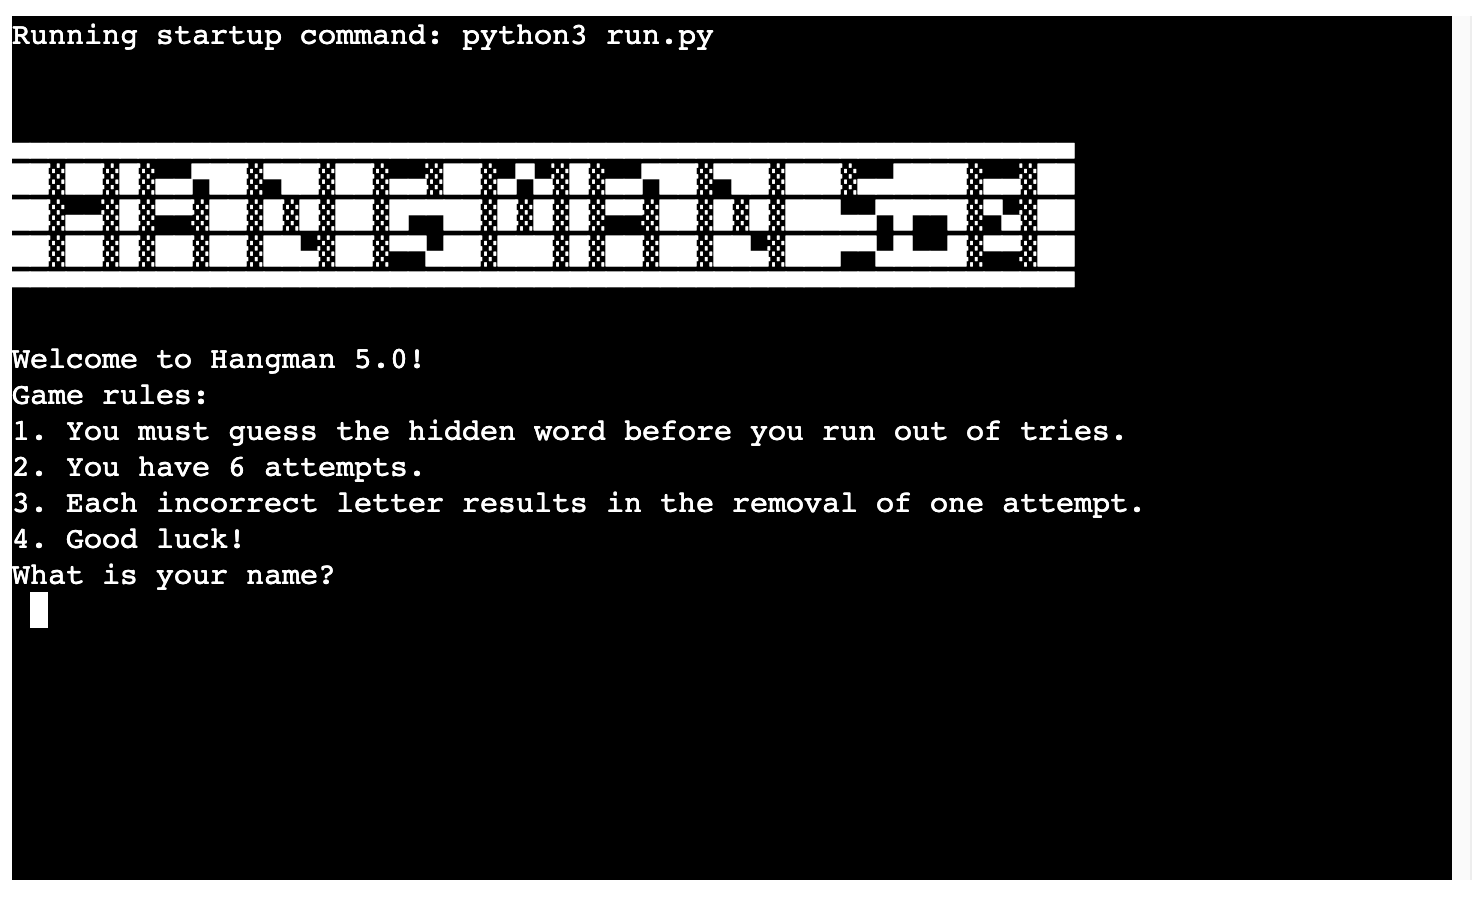 Running startup command: python3 run.py
HANGMAN 5.0
Welcome to Hangman 5.0!
Game rules:
1. You must guess the hidden word before you run out of tries.
2. You have 6 attempts.
3. Each incorrect letter results in the removal of one attempt.
4. Good luck!
What is your name?